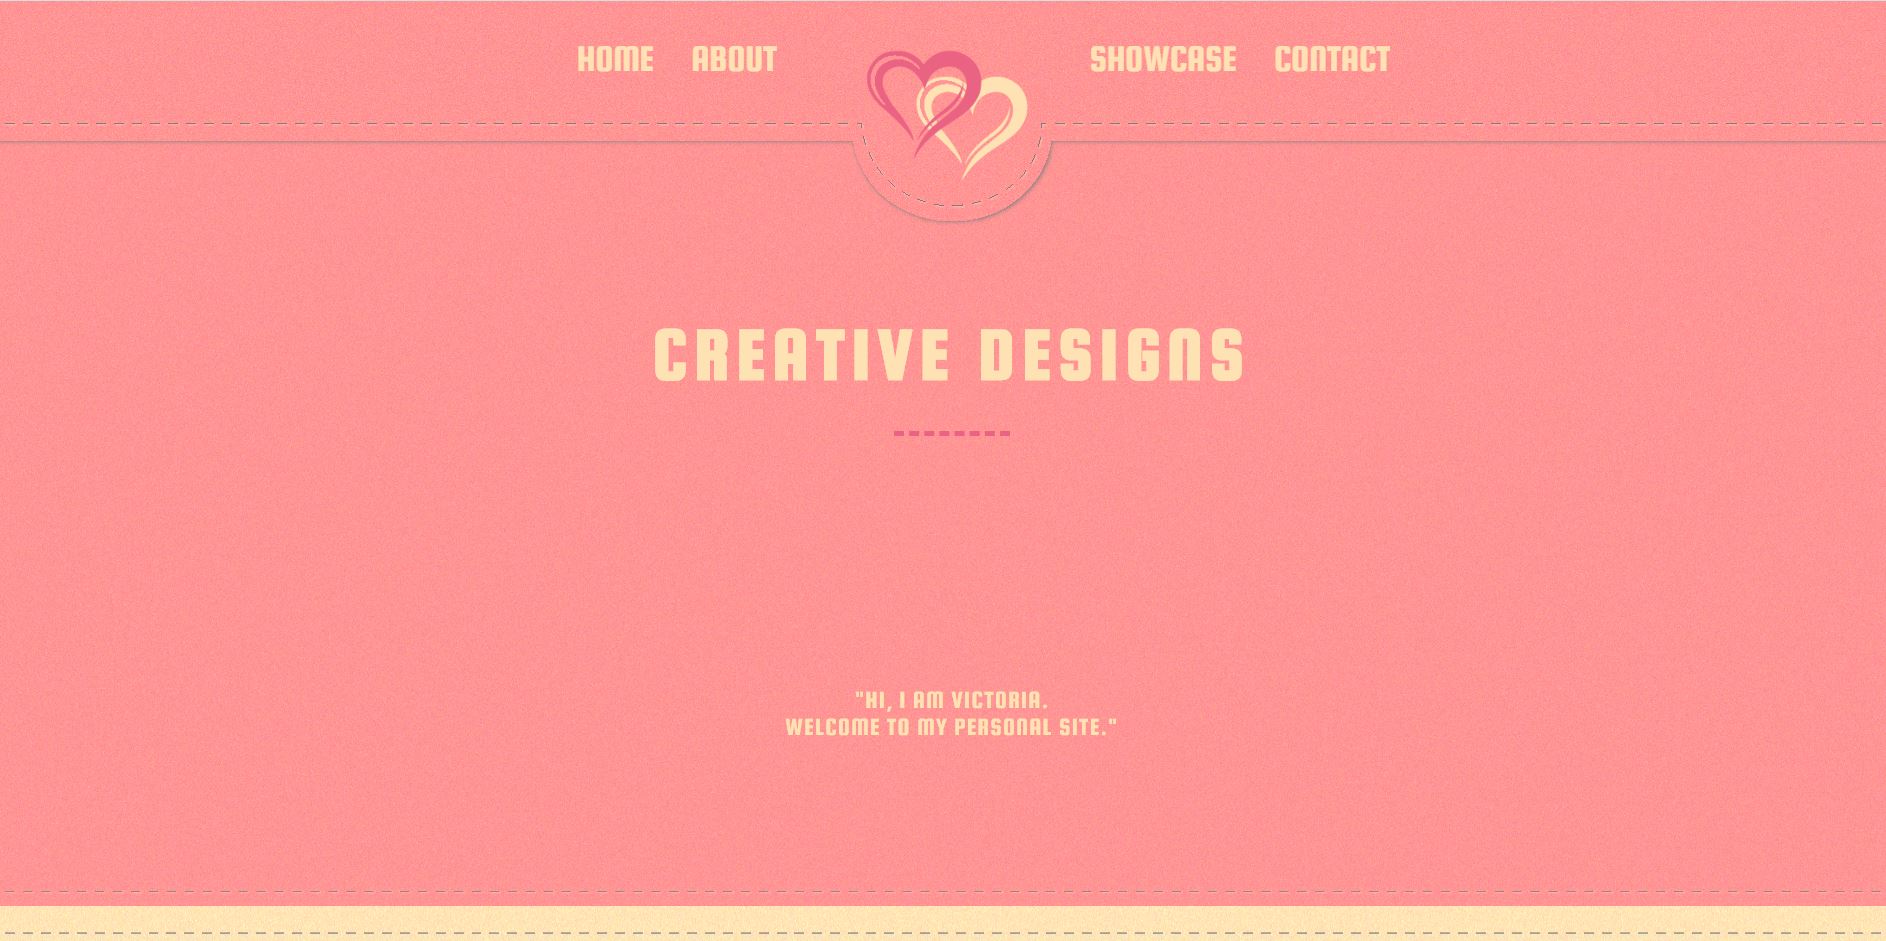 HOME ABOUT SHOWCASE CONTACT
CREATIVE DESIGNS
"HI, I AM VICTORIA.
WELCOME TO MY PERSONAL SITE."